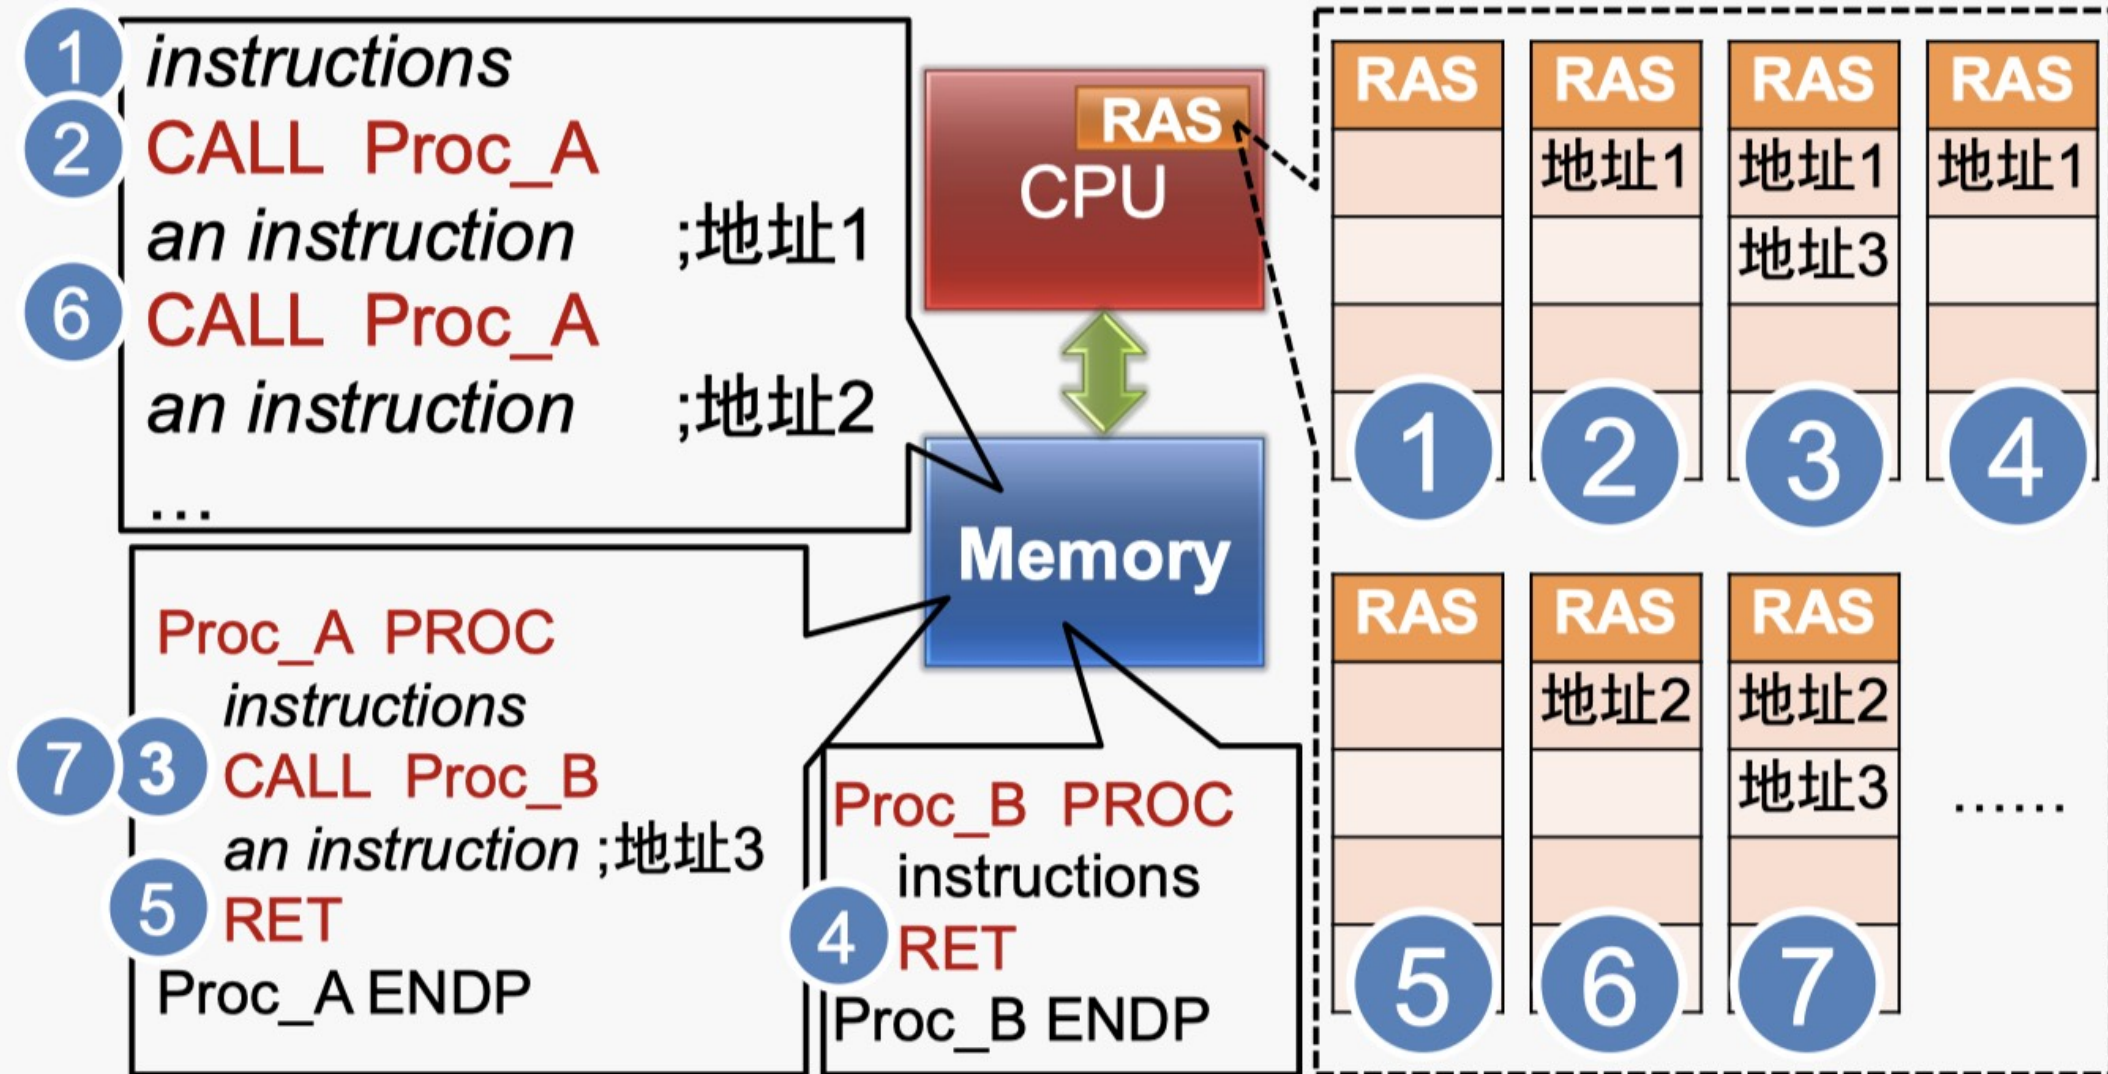 1 instructions
2 CALL Proc_A
an instruction ;地址1
6 CALL Proc_A
an instruction ;地址2
...
Proc_A PROC
instructions
7 3 CALL Proc_B
an instruction ;地址3
5 RET
Proc_A ENDP
Proc_B PROC
instructions
4 RET
Proc_B ENDP
RAS
CPU
Memory
RAS RAS RAS RAS
地址1 地址1 地址1
地址3
1 2 3 4
RAS RAS RAS
地址2 地址2
地址3 ......
5 6 7